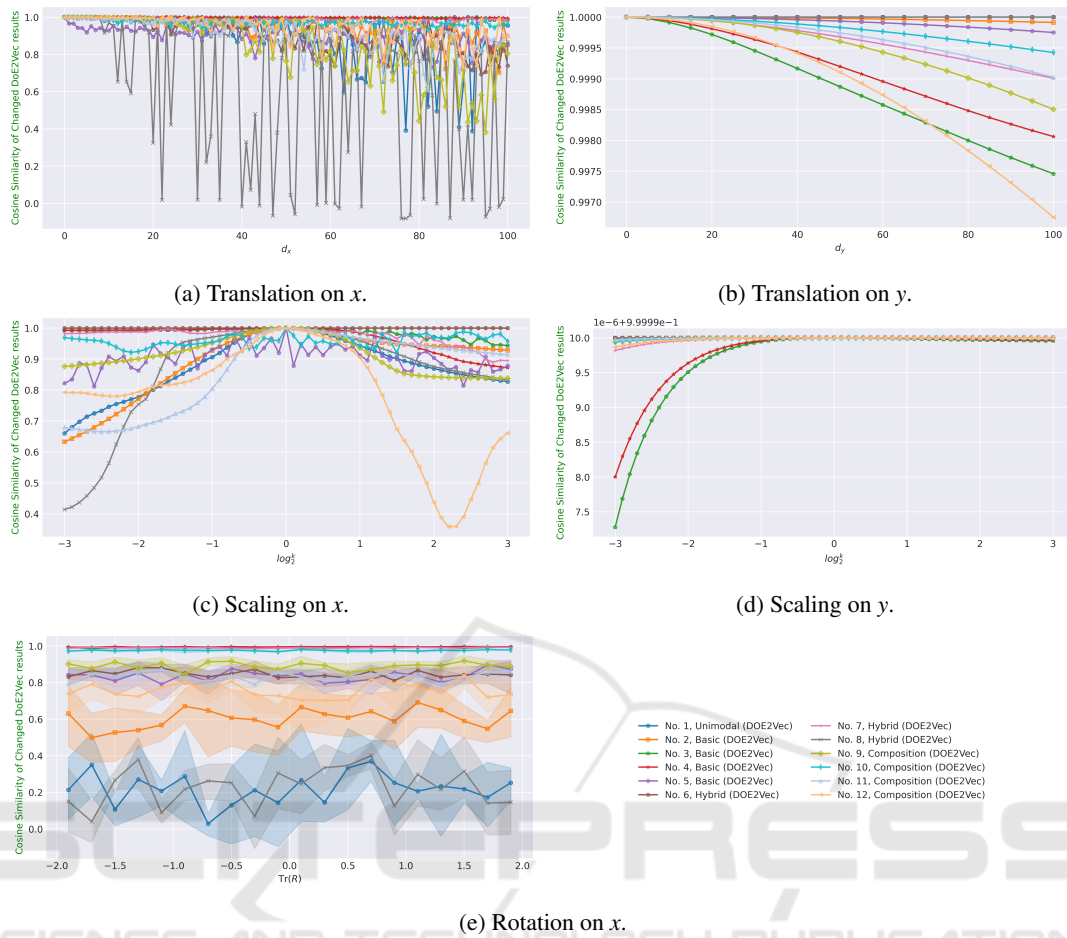 Cosine Similarity of Changed DoE2Vec results
1.0
0.8
0.6
0.4
0.2
0.0
0 20 40 60 80 100
d_x
(a) Translation on x.
Cosine Similarity of Changed DoE2Vec results
1.0000
0.9995
0.9990
0.9985
0.9980
0.9975
0.9970
0 20 40 60 80 100
d_y
(b) Translation on y.
Cosine Similarity of Changed DoE2Vec results
1.0
0.9
0.8
0.7
0.6
0.5
0.4
−3 −2 −1 0 1 2 3
log_2^k
(c) Scaling on x.
Cosine Similarity of Changed DoE2Vec results
1e−6+9.9999e−1
10.0
9.5
9.0
8.5
8.0
7.5
−3 −2 −1 0 1 2 3
log_2^k
(d) Scaling on y.
Cosine Similarity of Changed DoE2Vec results
1.0
0.8
0.6
0.4
0.2
0.0
−2.0 −1.5 −1.0 −0.5 0.0 0.5 1.0 1.5 2.0
Tr(R)
No. 1, Unimodal (DOE2Vec)
No. 2, Basic (DOE2Vec)
No. 3, Basic (DOE2Vec)
No. 4, Basic (DOE2Vec)
No. 5, Basic (DOE2Vec)
No. 6, Hybrid (DOE2Vec)
No. 7, Hybrid (DOE2Vec)
No. 8, Hybrid (DOE2Vec)
No. 9, Composition (DOE2Vec)
No. 10, Composition (DOE2Vec)
No. 11, Composition (DOE2Vec)
No. 12, Composition (DOE2Vec)
(e) Rotation on x.